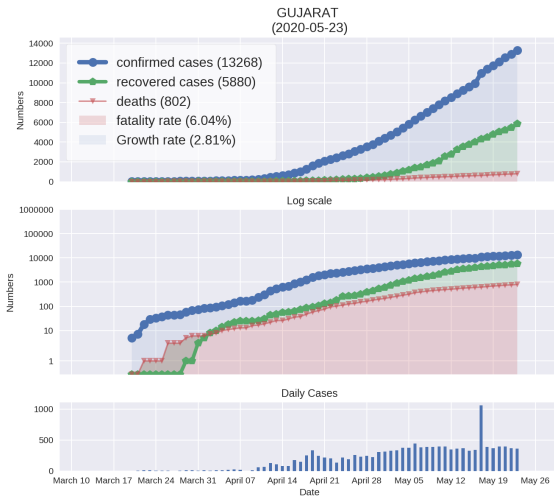 GUJARAT
(2020-05-23)
14000
12000
10000
8000
6000
4000
2000
0
Numbers
confirmed cases (13268)
recovered cases (5880)
deaths (802)
fatality rate (6.04%)
Growth rate (2.81%)
Log scale
1000000
100000
10000
1000
100
10
1
Numbers
Daily Cases
1000
500
0
March 10 March 17 March 24 March 31 April 07 April 14 April 21 April 28 May 05 May 12 May 19 May 26
Date